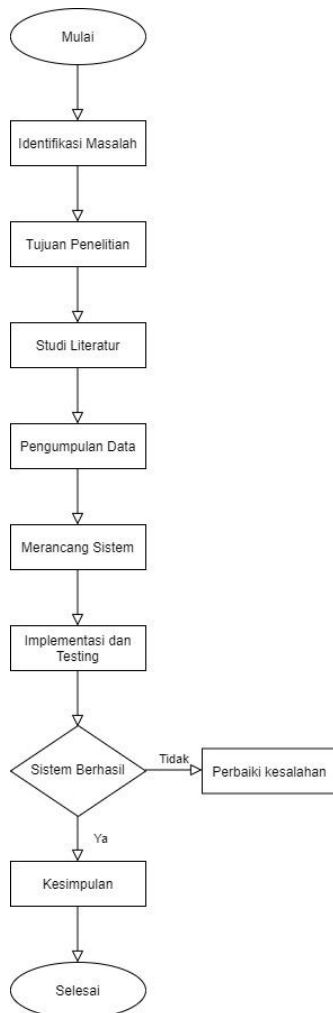 Mulai
Identifikasi Masalah
Tujuan Penelitian
Studi Literatur
Pengumpulan Data
Merancang Sistem
Implementasi dan
Testing
Sistem Berhasil
Tidak
Perbaiki kesalahan
Ya
Kesimpulan
Selesai